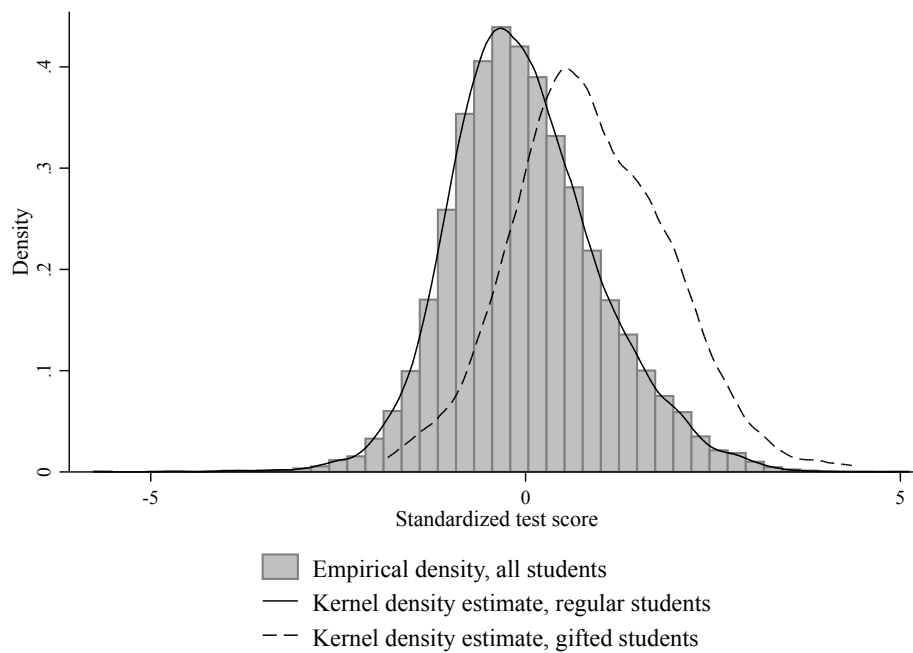 Density
.4
.3
.2
.1
0
-5 0 5
Standardized test score
Empirical density, all students
Kernel density estimate, regular students
Kernel density estimate, gifted students